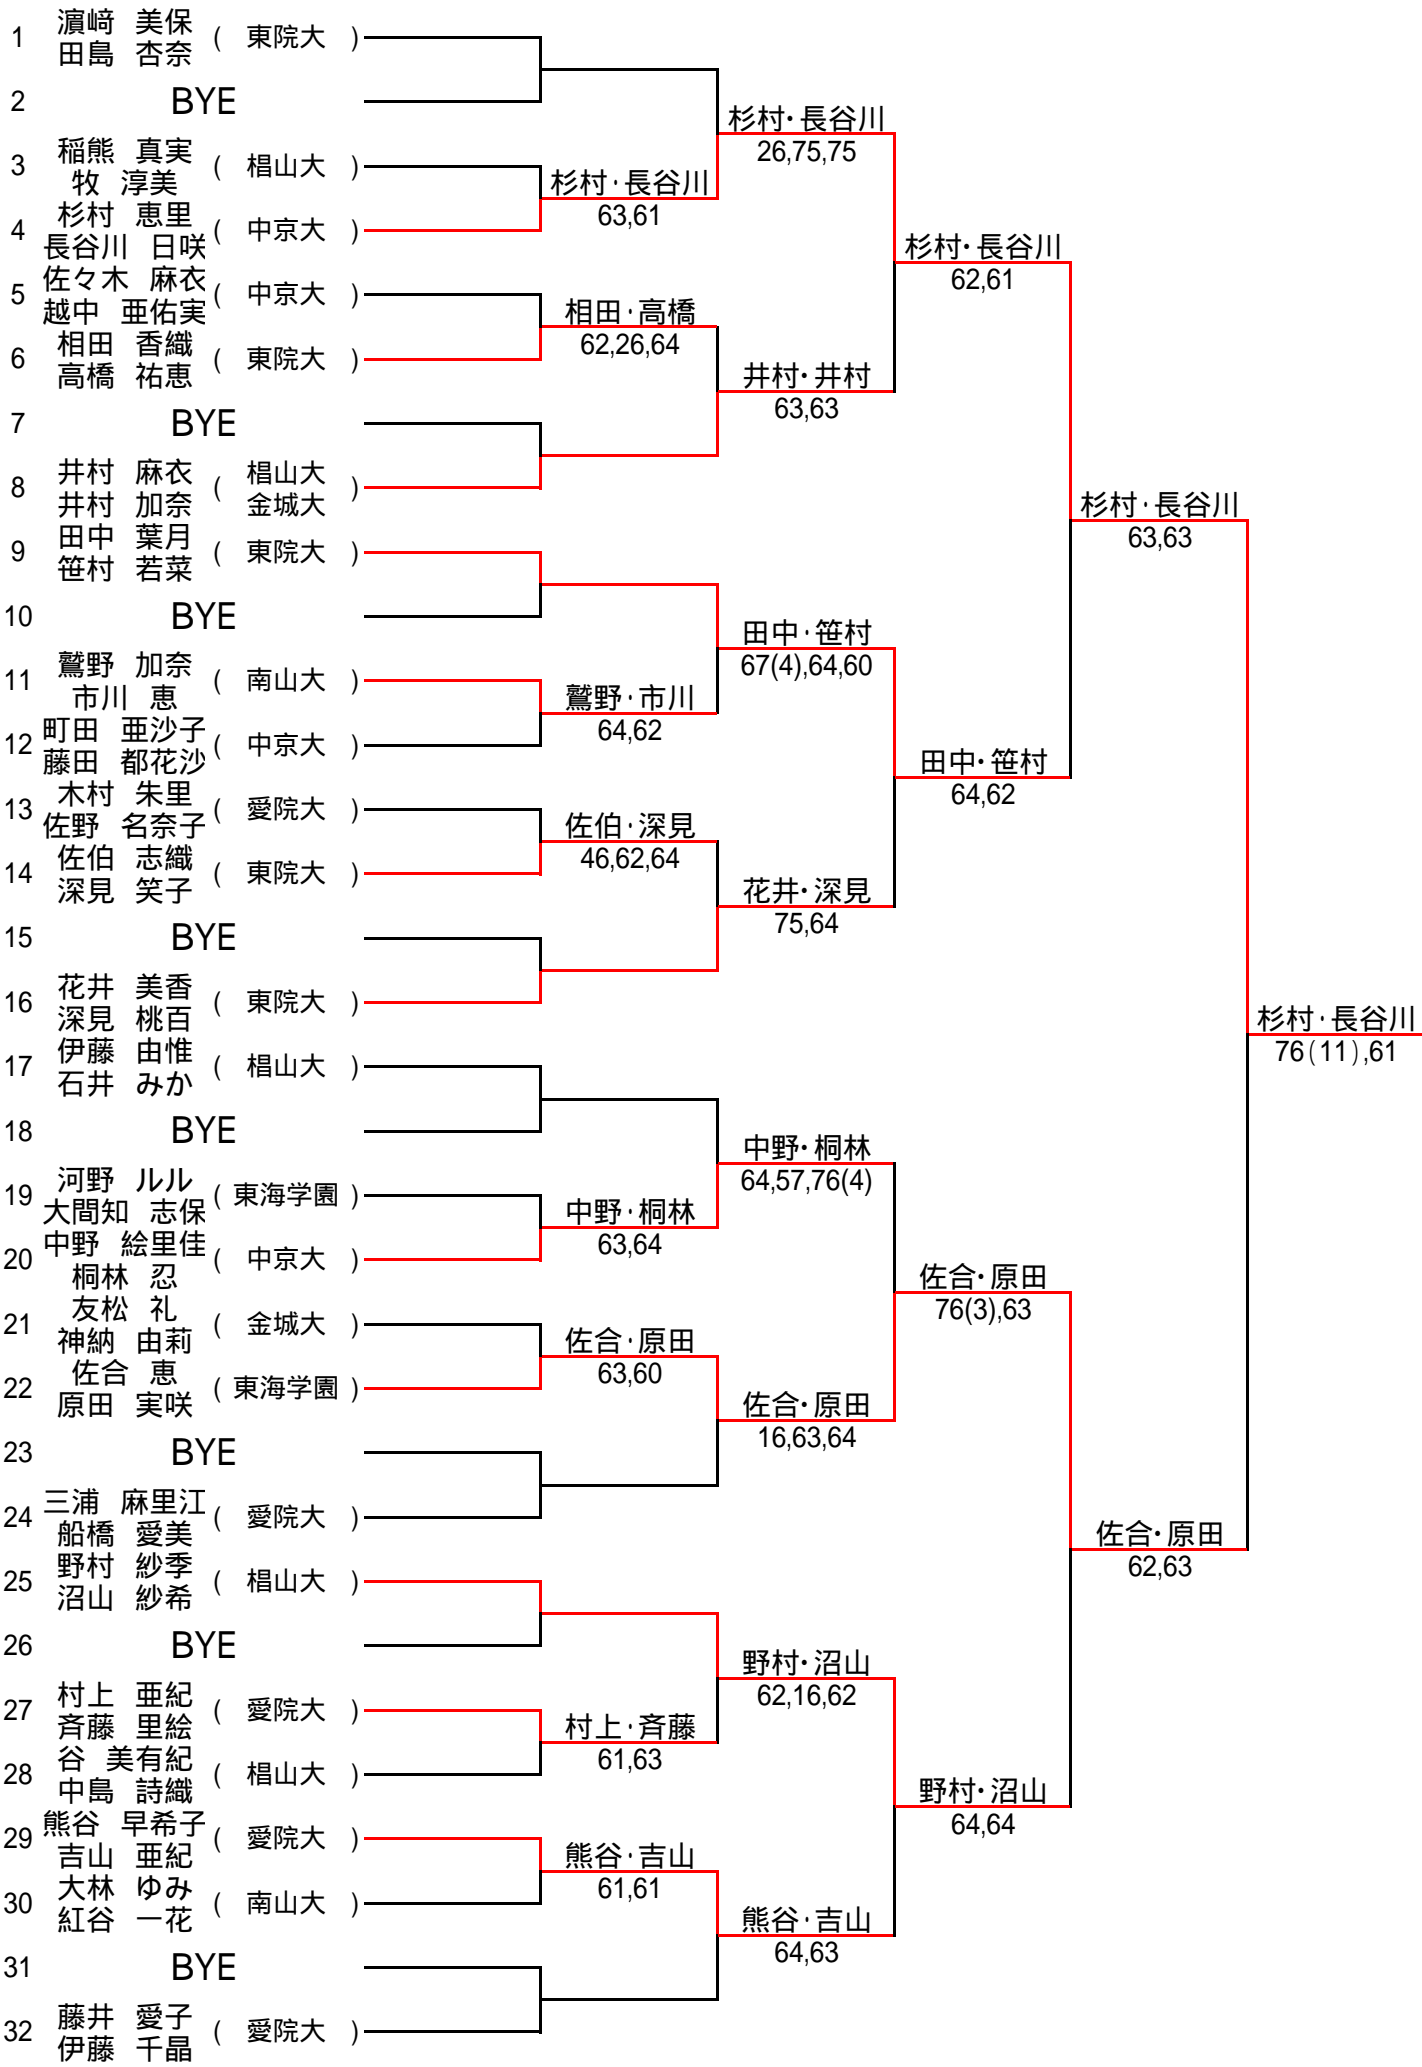 1 濵﨑 美保 ( 東院大 )
田島 杏奈
2 BYE
杉村・長谷川
26,75,75
3 稲熊 真実 ( 椙山大 )
牧 淳美
杉村・長谷川
63,61
4 杉村 恵里 ( 中京大 )
長谷川 日咲
杉村・長谷川
62,61
5 佐々木 麻衣 ( 中京大 )
越中 亜佑実
相田・高橋
62,26,64
6 相田 香織 ( 東院大 )
高橋 祐恵
井村・井村
63,63
7 BYE
8 井村 麻衣 ( 椙山大 )
井村 加奈 金城大
杉村・長谷川
63,63
9 田中 葉月 ( 東院大 )
笹村 若菜
10 BYE
田中・笹村
67(4),64,60
11 鷲野 加奈 ( 南山大 )
市川 恵
鷲野・市川
64,62
12 町田 亜沙子 ( 中京大 )
藤田 都花沙
田中・笹村
64,62
13 木村 朱里 ( 愛院大 )
佐野 名奈子
佐伯・深見
46,62,64
14 佐伯 志織 ( 東院大 )
深見 笑子
花井・深見
75,64
15 BYE
16 花井 美香 ( 東院大 )
深見 桃百
杉村・長谷川
76(11),61
17 伊藤 由惟 ( 椙山大 )
石井 みか
18 BYE
中野・桐林
64,57,76(4)
19 河野 ルル ( 東海学園 )
大間知 志保
中野・桐林
63,64
20 中野 絵里佳 ( 中京大 )
桐林 忍
佐合・原田
76(3),63
21 友松 礼 ( 金城大 )
神納 由莉
佐合・原田
63,60
22 佐合 恵 ( 東海学園 )
原田 実咲
佐合・原田
16,63,64
23 BYE
24 三浦 麻里江 ( 愛院大 )
船橋 愛美
佐合・原田
62,63
25 野村 紗季 ( 椙山大 )
沼山 紗希
26 BYE
野村・沼山
62,16,62
27 村上 亜紀 ( 愛院大 )
斉藤 里絵
村上・斉藤
61,63
28 谷 美有紀 ( 椙山大 )
中島 詩織
野村・沼山
64,64
29 熊谷 早希子 ( 愛院大 )
吉山 亜紀
熊谷・吉山
61,61
30 大林 ゆみ ( 南山大 )
紅谷 一花
熊谷・吉山
64,63
31 BYE
32 藤井 愛子 ( 愛院大 )
伊藤 千晶